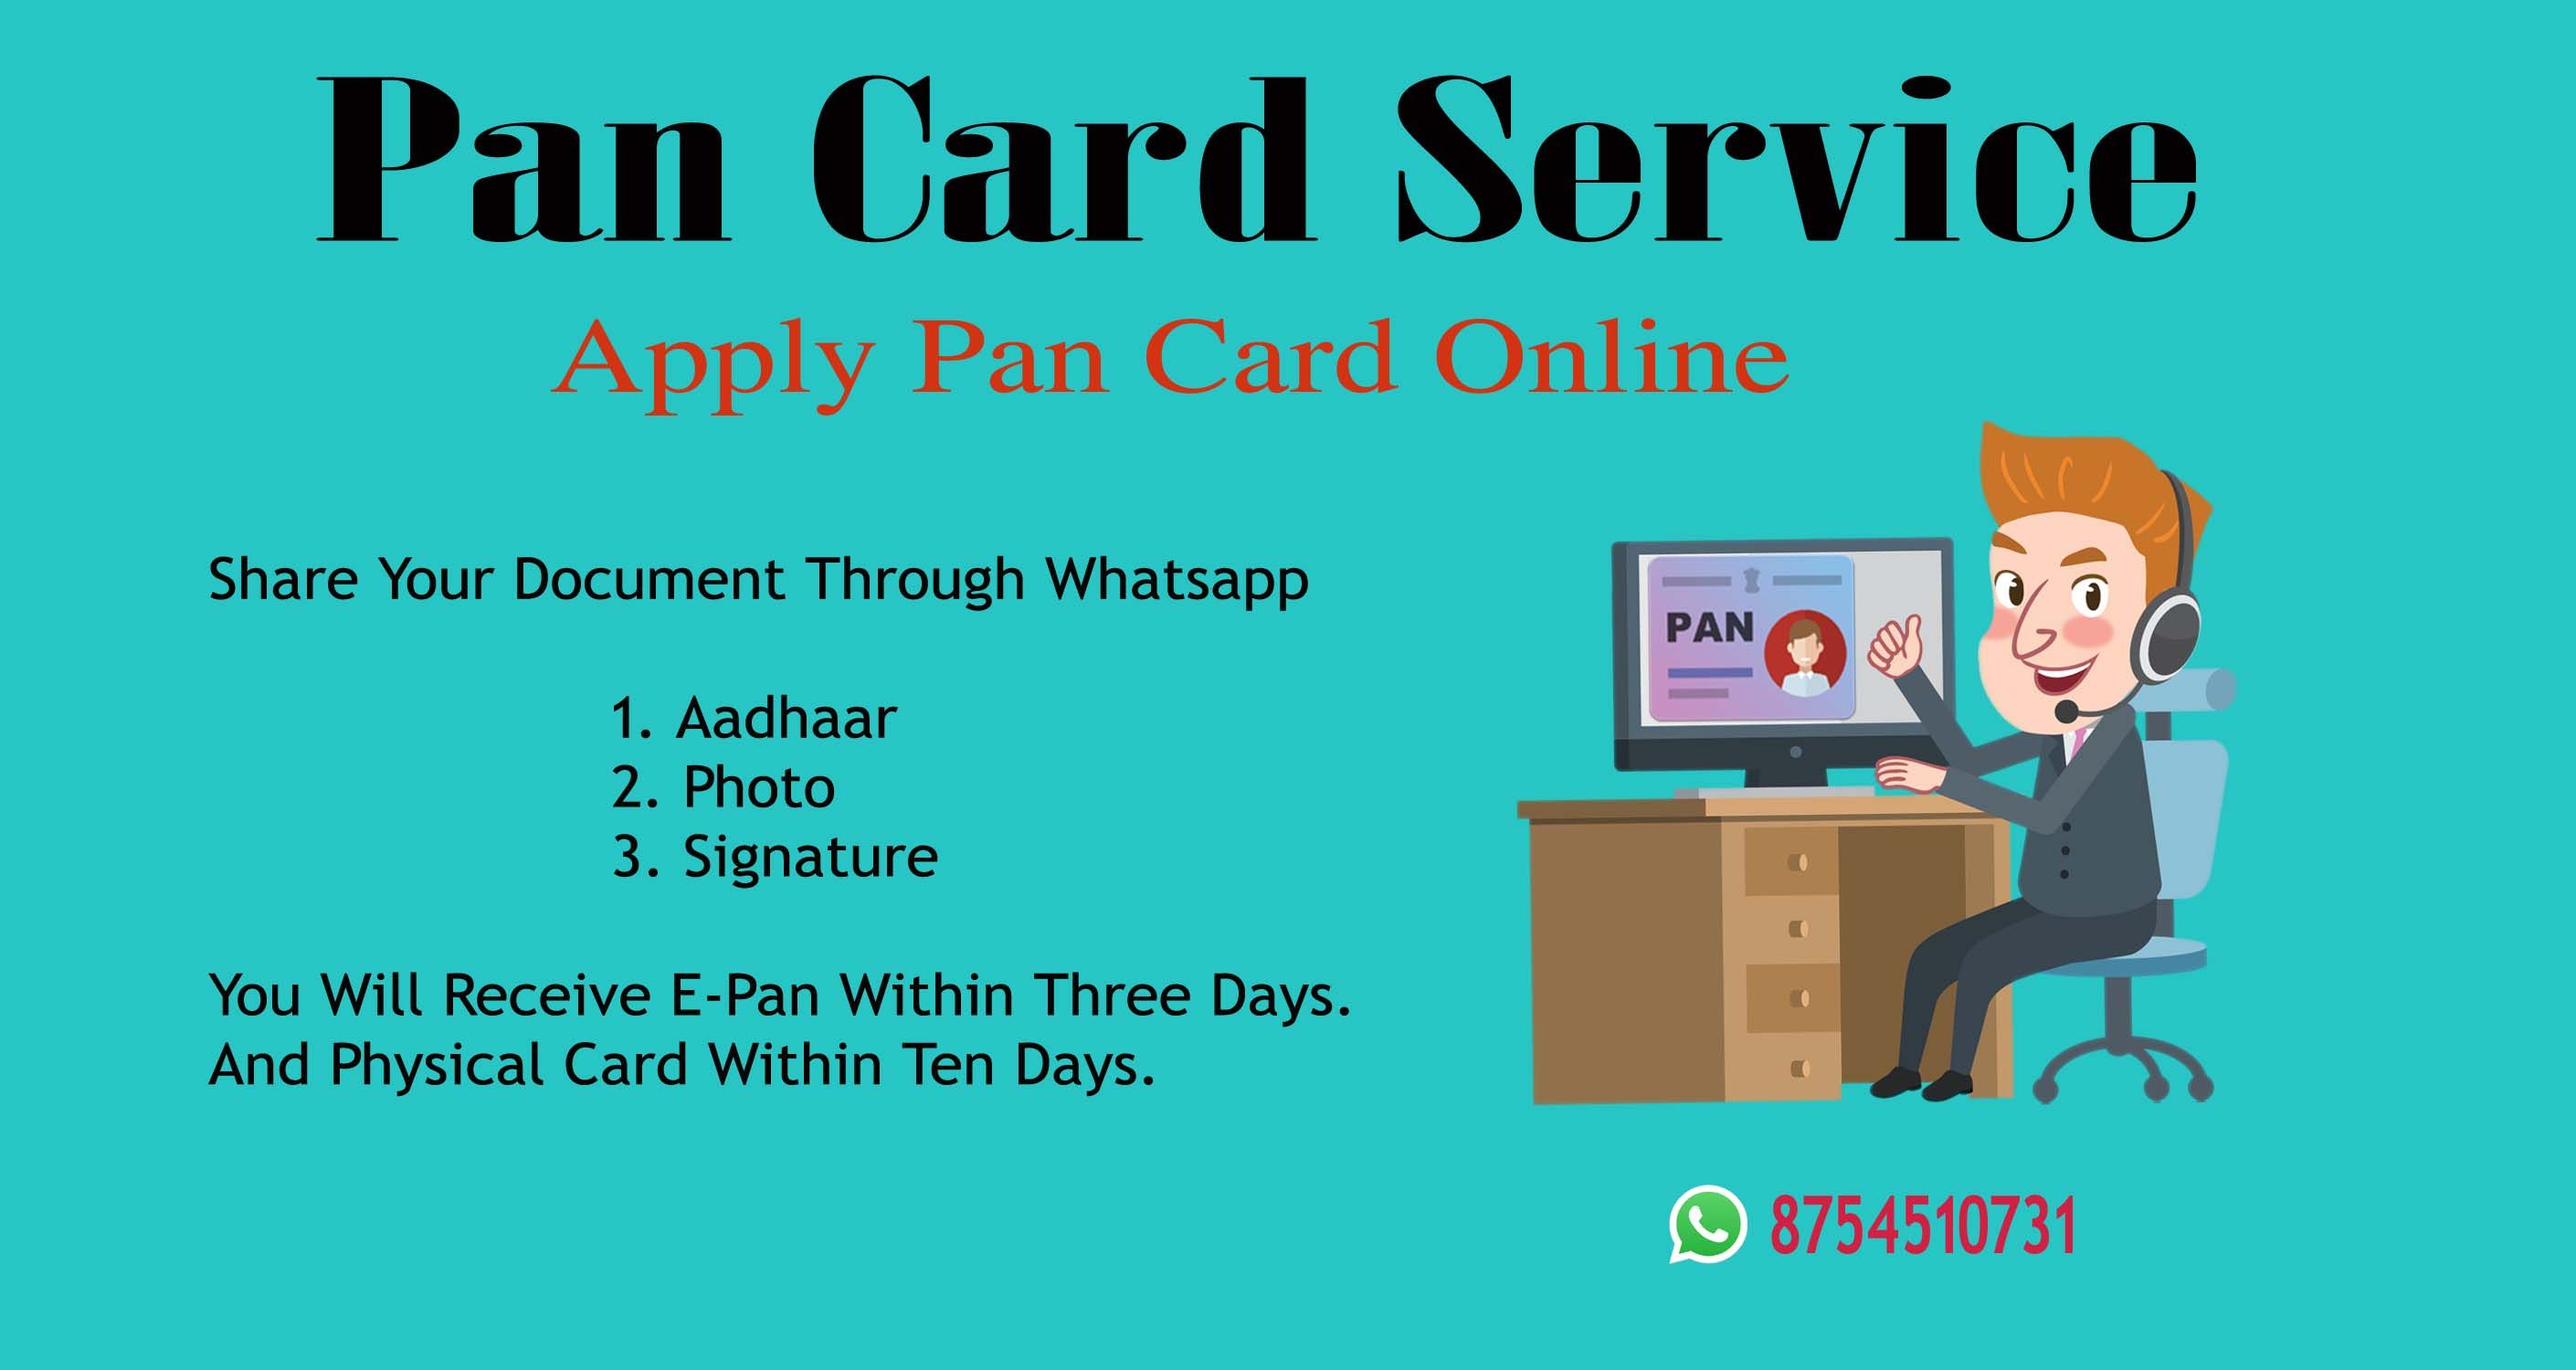 Pan Card Service
Apply Pan Card Online
Share Your Document Through Whatsapp
1. Aadhaar
2. Photo
3. Signature
PAN
You Will Receive E-Pan Within Three Days.
And Physical Card Within Ten Days.
8754510731